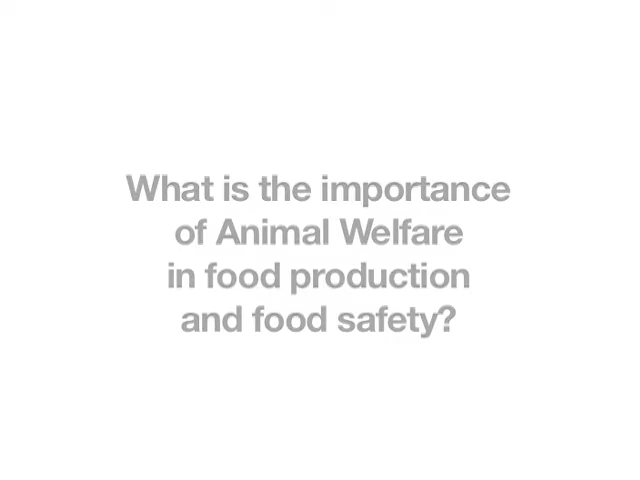 What is the importance
of Animal Welfare
in food production
and food safety?